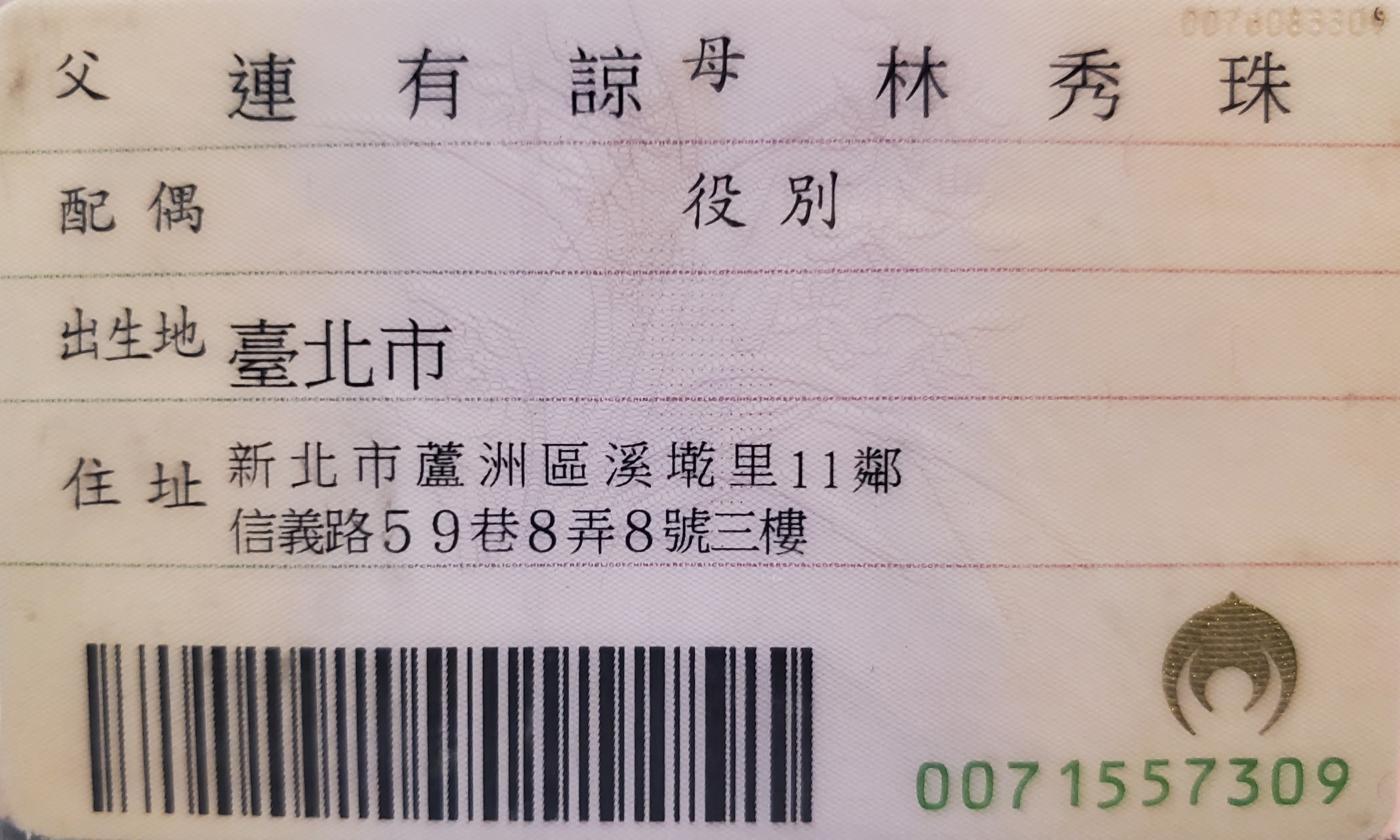 父 連有諒 母 林秀珠
配偶 役別
出生地 臺北市
住址 新北市蘆洲區溪墘里11鄰
信義路59巷8弄8號三樓
0071557309